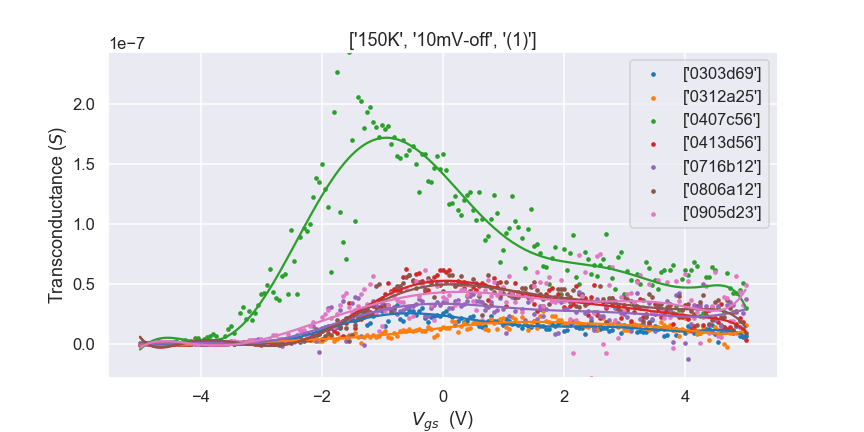 ['150K', '10mV-off', '(1)']
1e−7
2.0
1.5
1.0
0.5
0.0
Transconductance (S)
−4
−2
0
2
4
Vgs (V)
['0303d69']
['0312a25']
['0407c56']
['0413d56']
['0716b12']
['0806a12']
['0905d23']